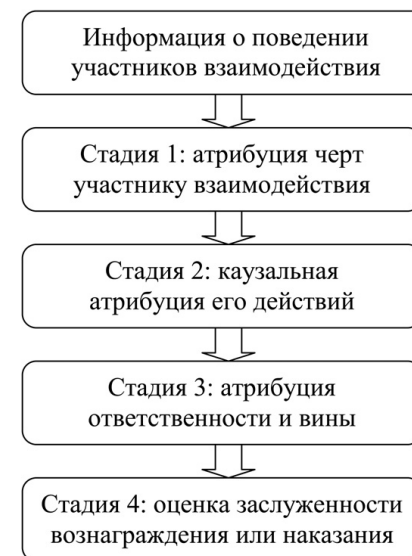 Информация о поведении
участников взаимодействия
Стадия 1: атрибуция черт
участнику взаимодействия
Стадия 2: каузальная
атрибуция его действий
Стадия 3: атрибуция
ответственности и вины
Стадия 4: оценка заслуженности
вознаграждения или наказания